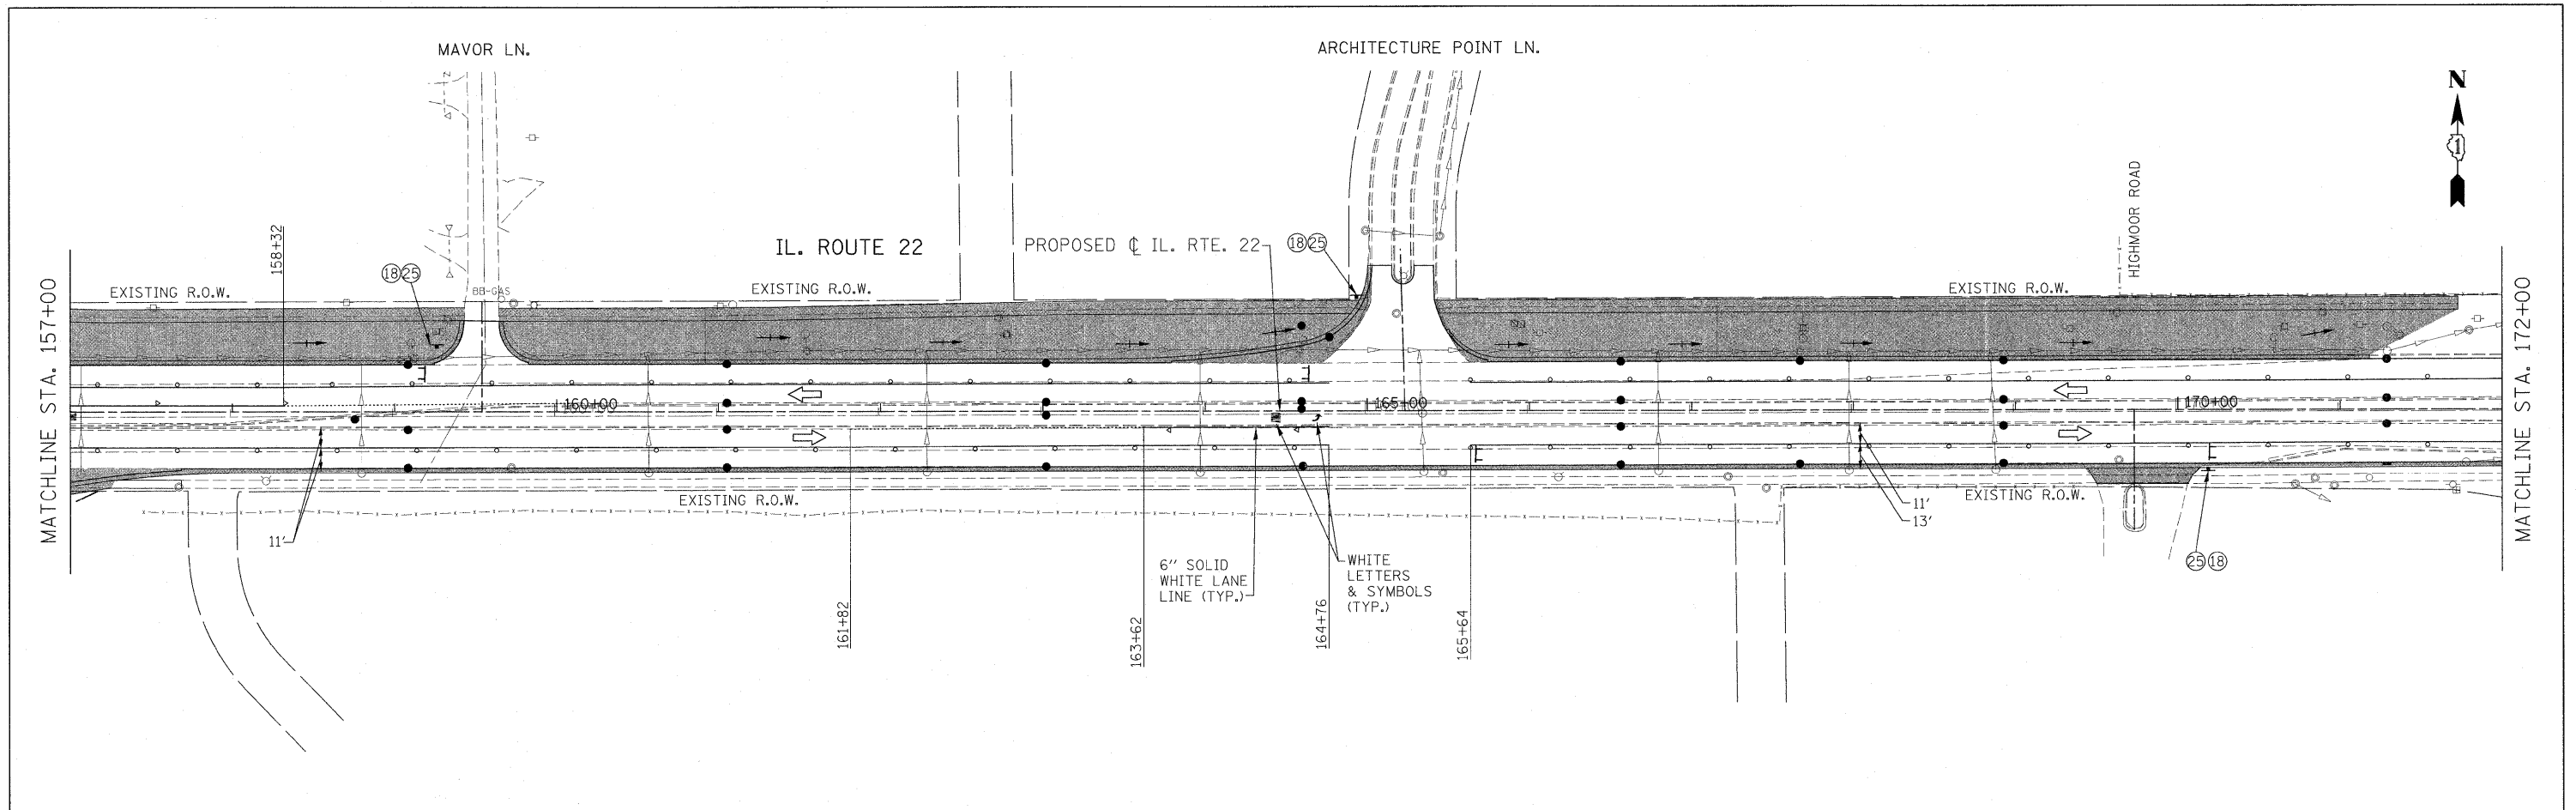 MAVOR LN.
ARCHITECTURE POINT LN.
N
1
HIGHMOOR ROAD
158+32
IL. ROUTE 22
PROPOSED ℄ IL. RTE. 22
18 25
18 25
EXISTING R.O.W.
BB-GAS
EXISTING R.O.W.
EXISTING R.O.W.
MATCHLINE STA. 157+00
MATCHLINE STA. 172+00
160+00
165+00
170+00
EXISTING R.O.W.
EXISTING R.O.W.
11'
11'
13'
6" SOLID
WHITE LANE
LINE (TYP.)
WHITE
LETTERS
& SYMBOLS
(TYP.)
25 18
161+82
163+62
164+76
165+64